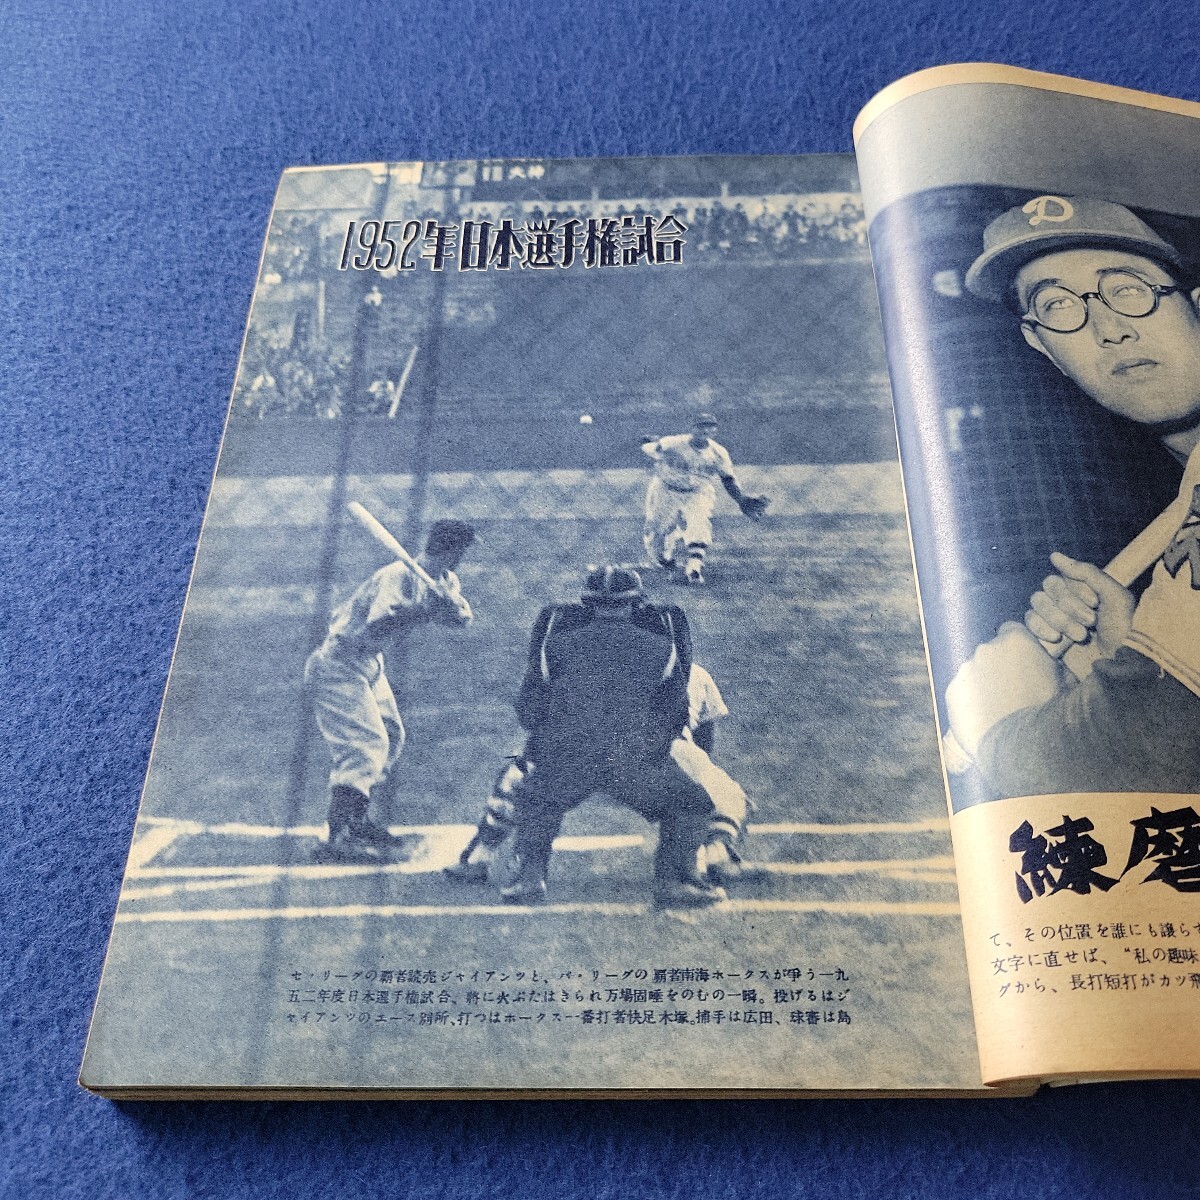 大神
1952年日本選手権試合
セ・リーグの覇者読売ジャイアンツと、パ・リーグの覇者南海ホークスが争う一九
五二年度日本選手権試合、将に火ぶたはきられ万場固唾をのむの一瞬。投げるはジ
ャイアンツのエース別所、打つはホークス一番打者快足木塚。捕手は広田、球審は島
D
練磨
て、その位置を誰にも譲らず
文字に直せば、“私の趣味
グから、長打短打がカッ飛